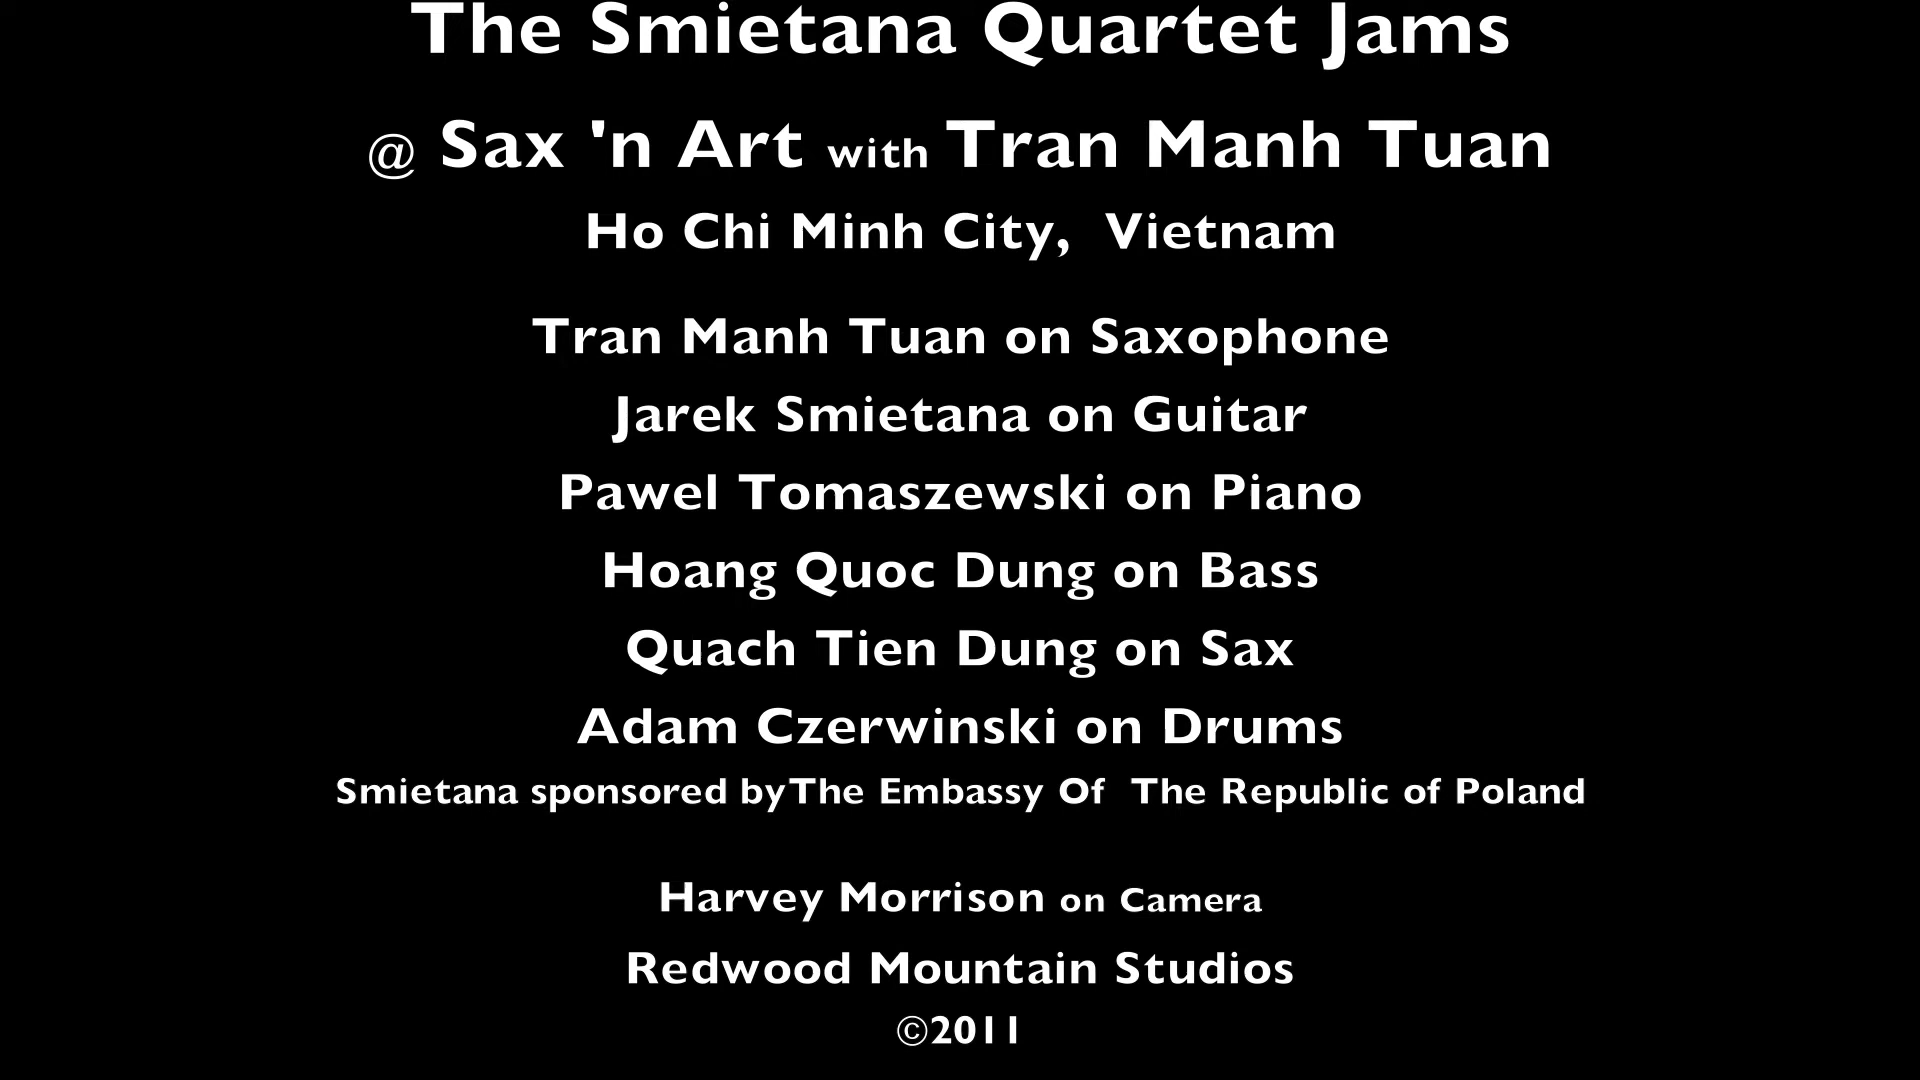 The Smietana Quartet Jams
@ Sax 'n Art with Tran Manh Tuan
Ho Chi Minh City,  Vietnam
Tran Manh Tuan on Saxophone
Jarek Smietana on Guitar
Pawel Tomaszewski on Piano
Hoang Quoc Dung on Bass
Quach Tien Dung on Sax
Adam Czerwinski on Drums
Smietana sponsored byThe Embassy Of  The Republic of Poland
Harvey Morrison on Camera
Redwood Mountain Studios
©2011